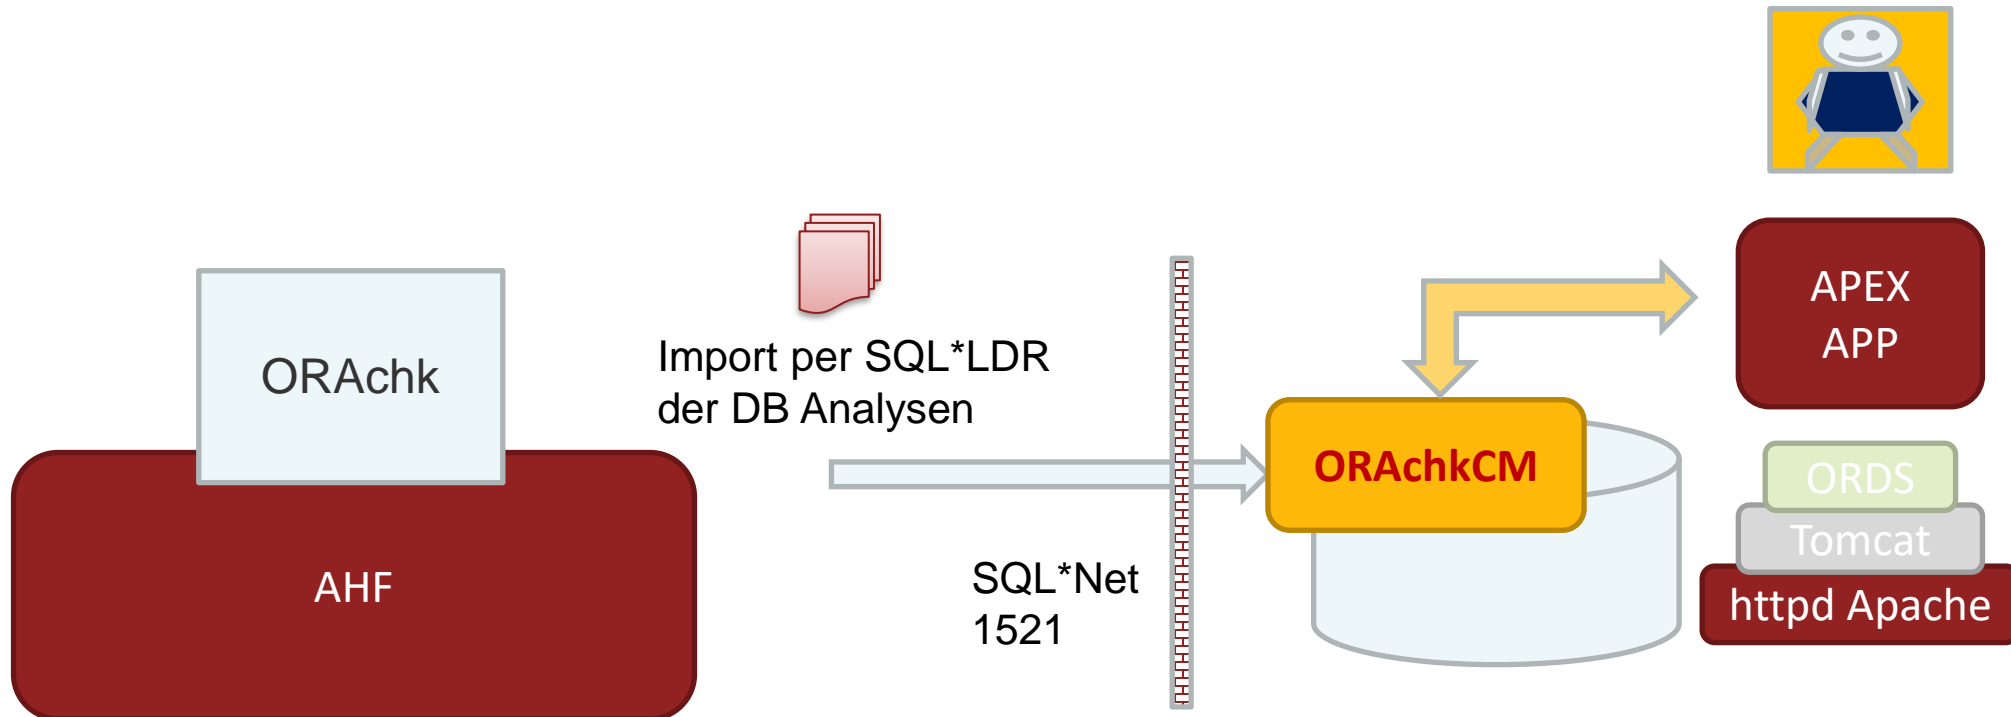 ORAchk
AHF
Import per SQL*LDR
der DB Analysen
SQL*Net
1521
ORAchkCM
APEX
APP
ORDS
Tomcat
httpd Apache